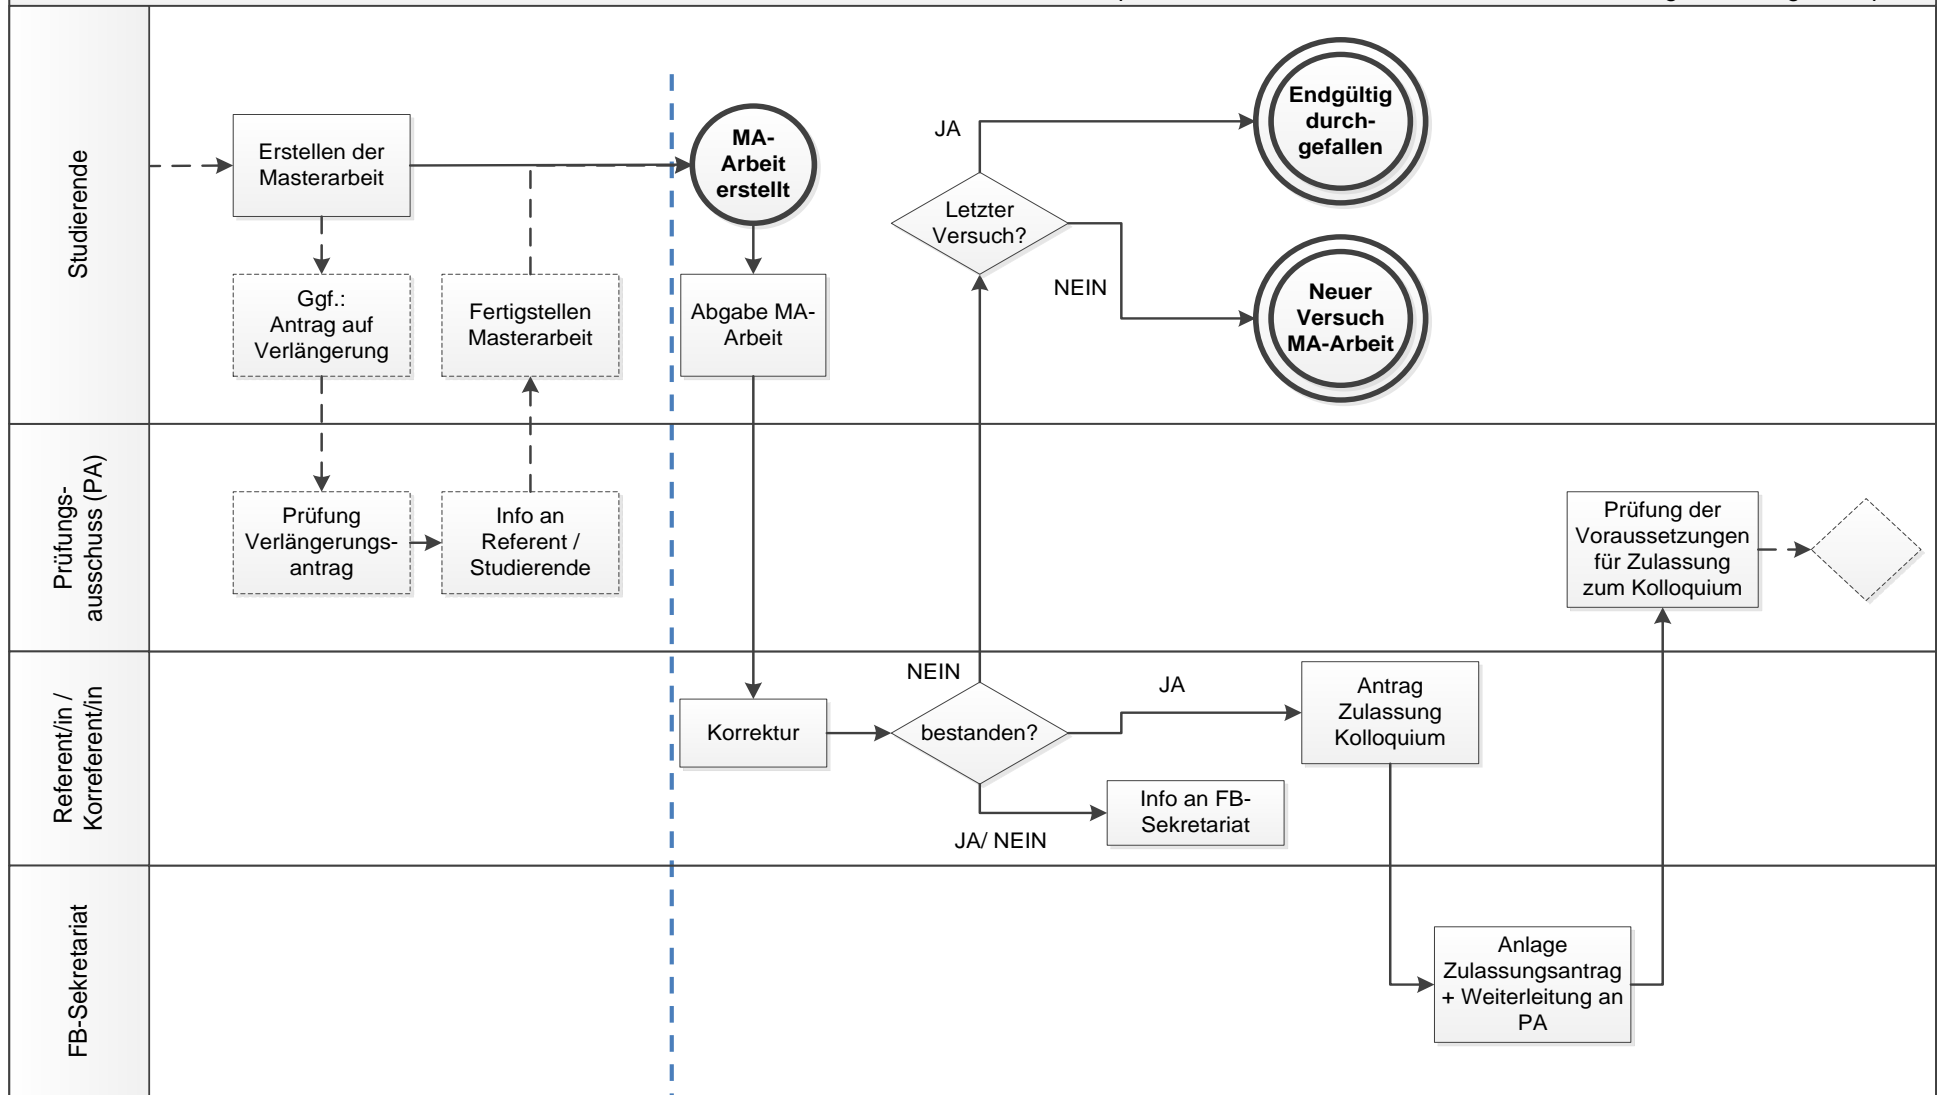 Studierende
Erstellen der
Masterarbeit
Ggf.:
Antrag auf
Verlängerung
Fertigstellen
Masterarbeit
MA-
Arbeit
erstellt
Abgabe MA-
Arbeit
JA
Letzter
Versuch?
NEIN
Endgültig
durch-
gefallen
Neuer
Versuch
MA-Arbeit
Prüfungs-
ausschuss (PA)
Prüfung
Verlängerungs-
antrag
Info an
Referent /
Studierende
Prüfung der
Voraussetzungen
für Zulassung
zum Kolloquium
Referent/in /
Korreferent/in
Korrektur
NEIN
bestanden?
JA
JA/ NEIN
Antrag
Zulassung
Kolloquium
Info an FB-
Sekretariat
FB-Sekretariat
Anlage
Zulassungsantrag
+ Weiterleitung an
PA